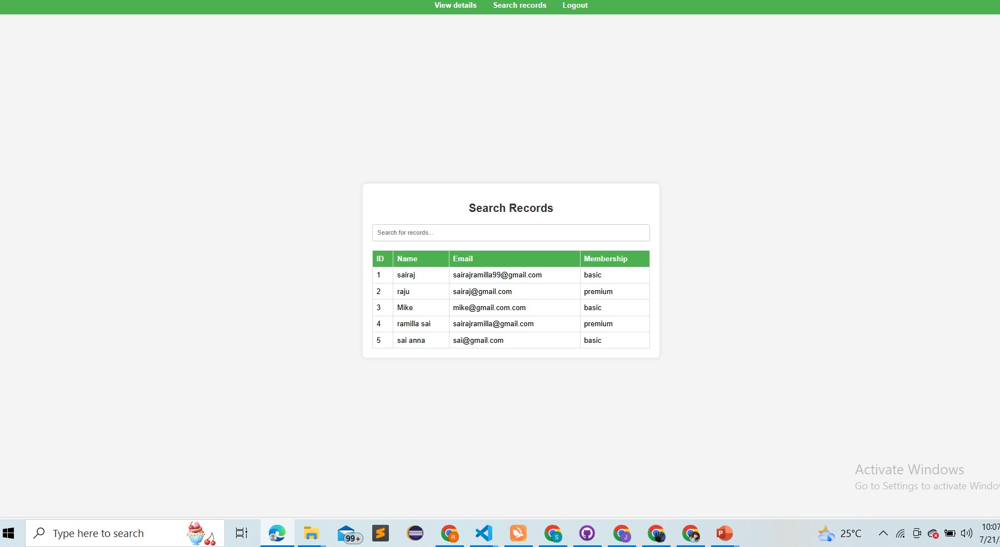 View details Search records Logout
Search Records
Search for records...
ID Name Email Membership
1 sairaj sairajramilla99@gmail.com basic
2 raju sairaj@gmail.com premium
3 Mike mike@gmail.com.com basic
4 ramilla sai sairajramilla@gmail.com premium
5 sai anna sai@gmail.com basic
Activate Windows
Go to Settings to activate Windo
Type here to search
99+
R
S
J
P
25°C
10:07
7/21/